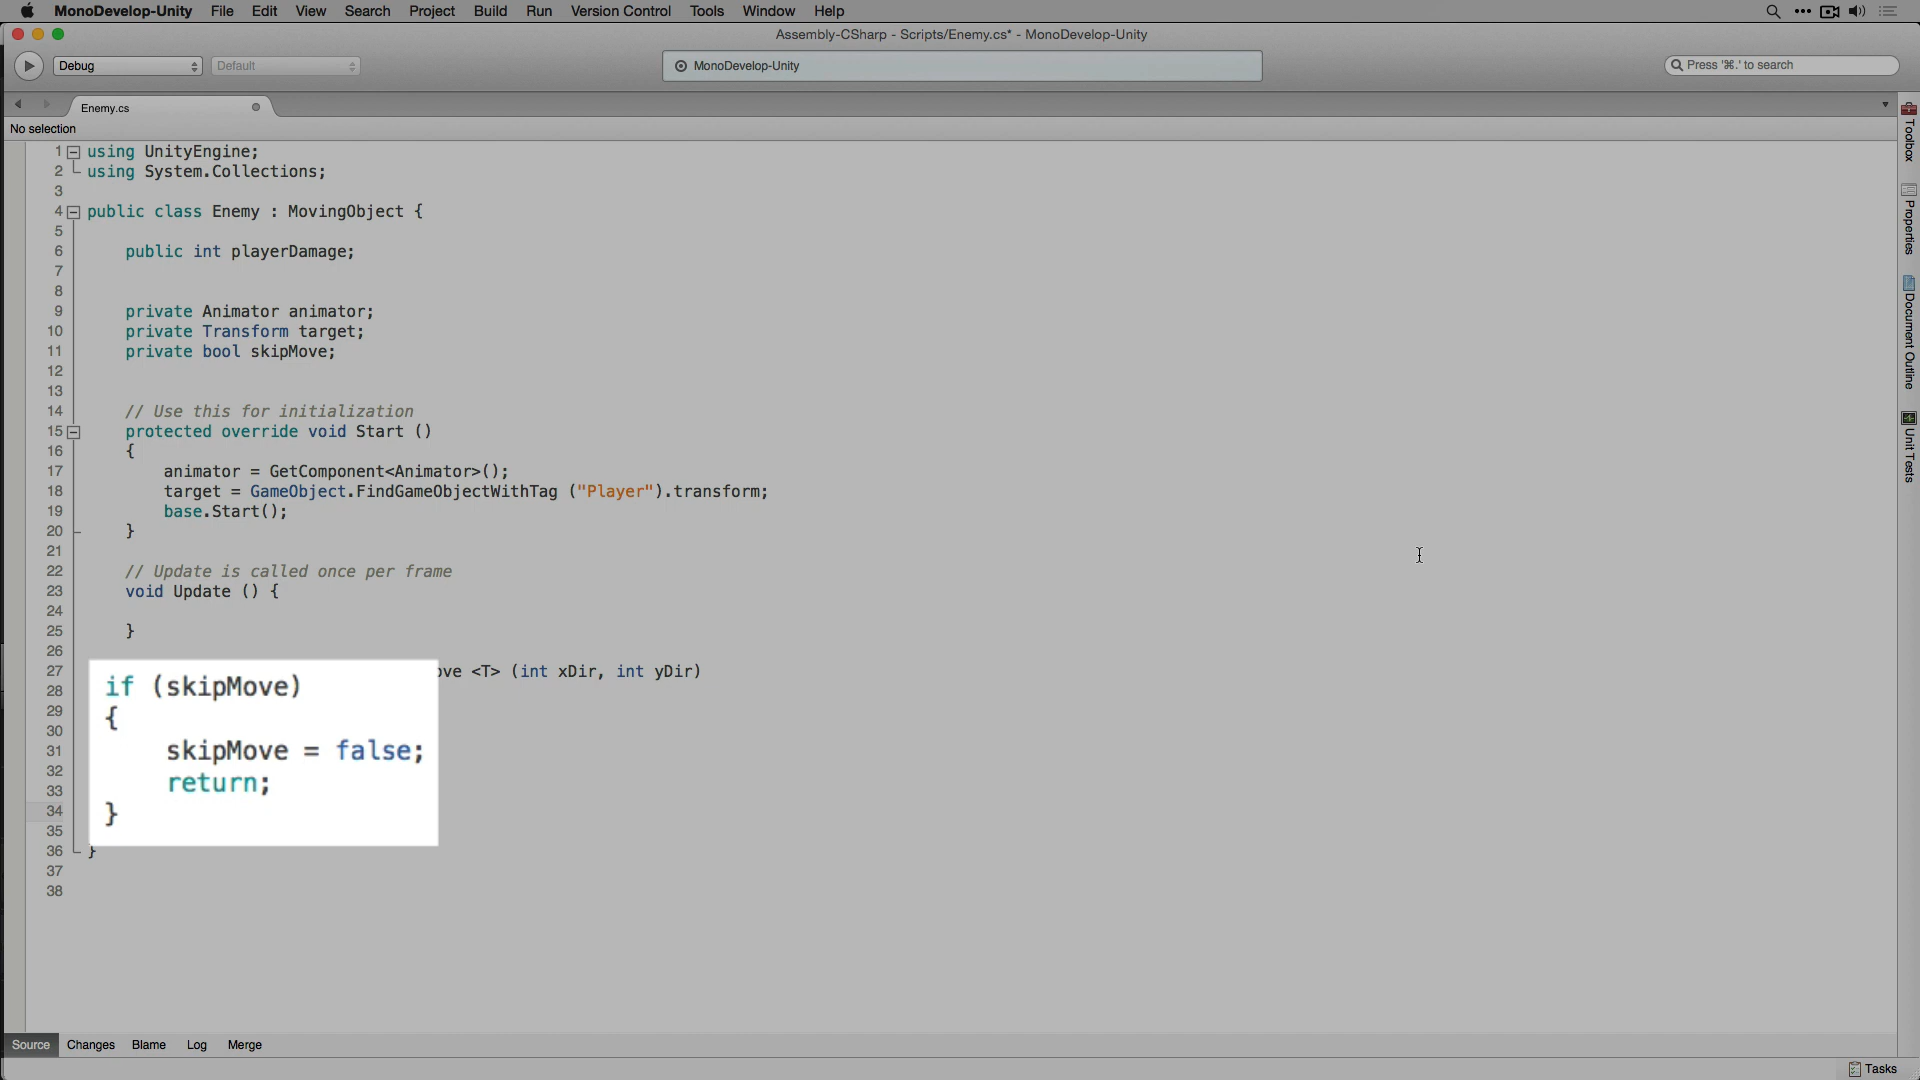 MonoDevelop-Unity File Edit View Search Project Build Run Version Control Tools Window Help
Assembly-CSharp - Scripts/Enemy.cs* - MonoDevelop-Unity
Debug Default MonoDevelop-Unity Press '⌘.' to search
Enemy.cs
No selection
1 using UnityEngine;
2 using System.Collections;
3
4 public class Enemy : MovingObject {
5
6 public int playerDamage;
7
8
9 private Animator animator;
10 private Transform target;
11 private bool skipMove;
12
13
14 // Use this for initialization
15 protected override void Start ()
16 {
17 animator = GetComponent<Animator>();
18 target = GameObject.FindGameObjectWithTag ("Player").transform;
19 base.Start();
20 }
21
22 // Update is called once per frame
23 void Update () {
24
25 }
26
27 ove <T> (int xDir, int yDir)
28
29
30
31
32
33
34
35
36 }
37
38
if (skipMove)
{
skipMove = false;
return;
}
Toolbox
Properties
Document Outline
Unit Tests
Source Changes Blame Log Merge
Tasks